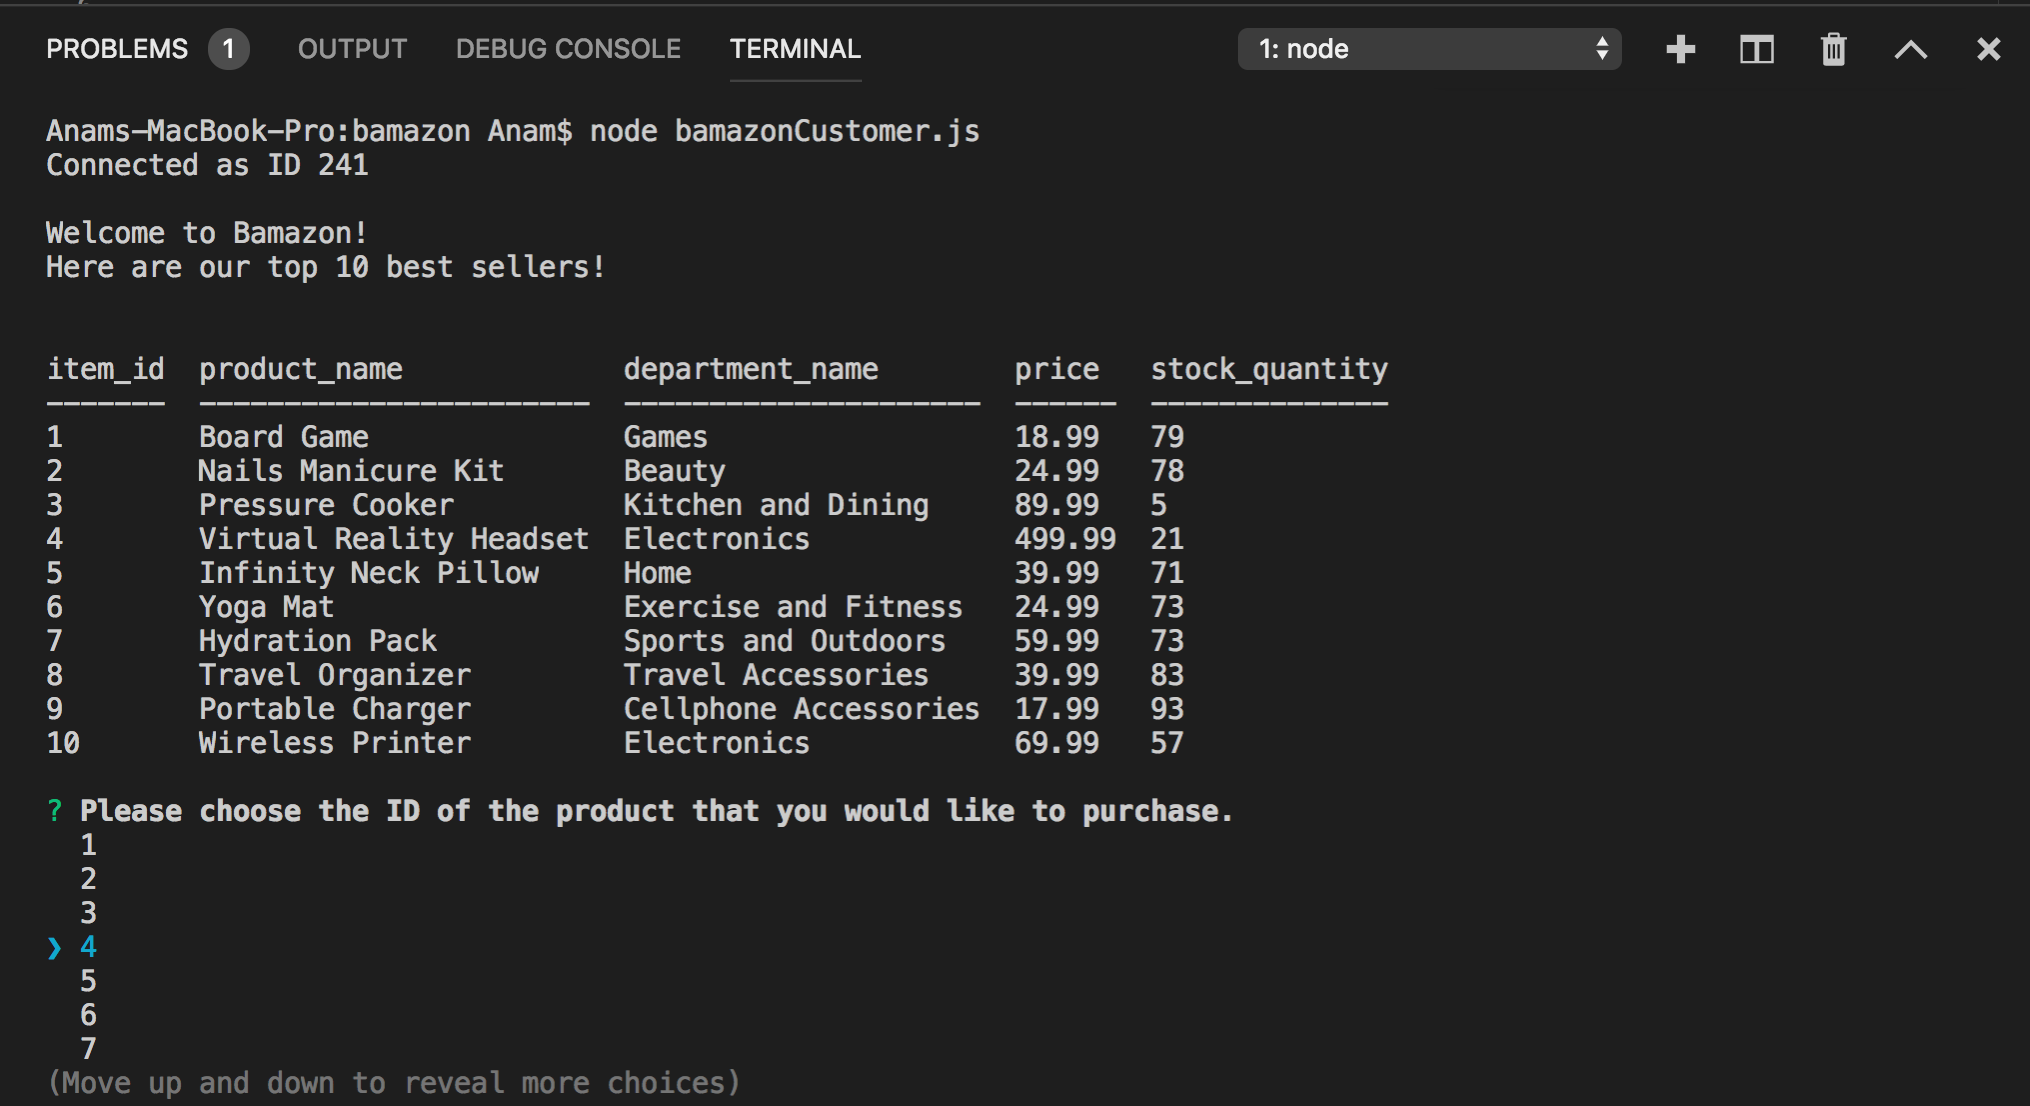 PROBLEMS 1 OUTPUT DEBUG CONSOLE TERMINAL 1: node
Anams-MacBook-Pro:bamazon Anam$ node bamazonCustomer.js
Connected as ID 241
Welcome to Bamazon!
Here are our top 10 best sellers!
item_id product_name department_name price stock_quantity
------- ----------------------- --------------------- ------ --------------
1 Board Game Games 18.99 79
2 Nails Manicure Kit Beauty 24.99 78
3 Pressure Cooker Kitchen and Dining 89.99 5
4 Virtual Reality Headset Electronics 499.99 21
5 Infinity Neck Pillow Home 39.99 71
6 Yoga Mat Exercise and Fitness 24.99 73
7 Hydration Pack Sports and Outdoors 59.99 73
8 Travel Organizer Travel Accessories 39.99 83
9 Portable Charger Cellphone Accessories 17.99 93
10 Wireless Printer Electronics 69.99 57
? Please choose the ID of the product that you would like to purchase.
1
2
3
❯ 4
5
6
7
(Move up and down to reveal more choices)